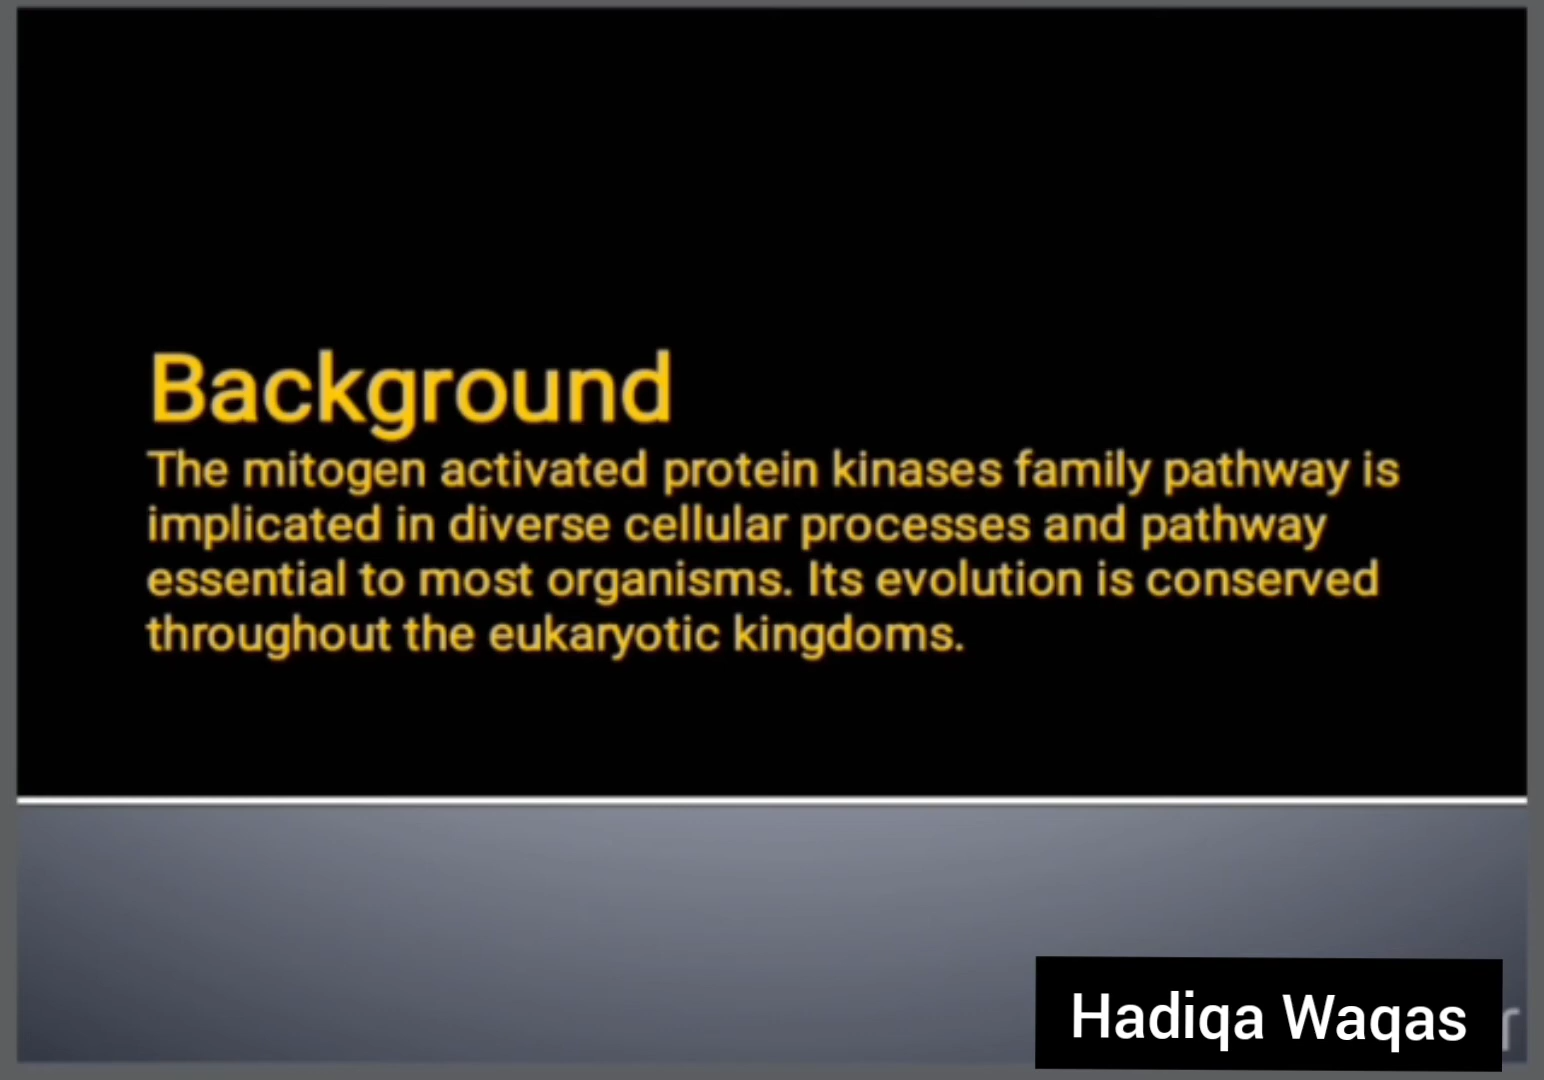 Background
The mitogen activated protein kinases family pathway is
implicated in diverse cellular processes and pathway
essential to most organisms. Its evolution is conserved
throughout the eukaryotic kingdoms.
Hadiqa Waqas